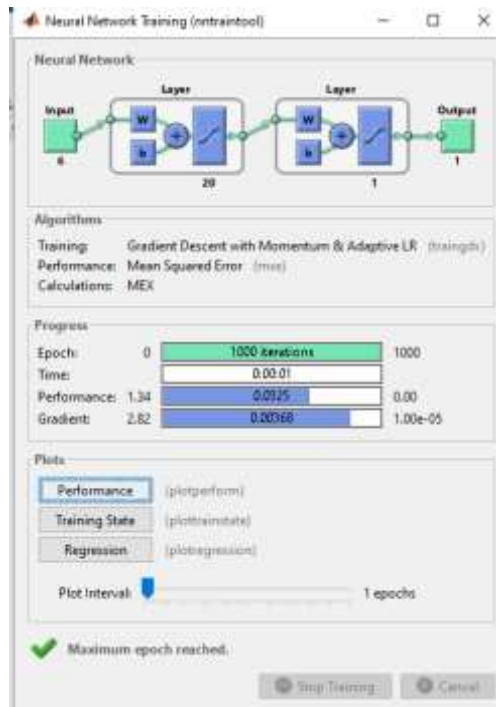 Neural Network Training (nntraintool)
Neural Network
Layer Layer
Input Output
W W
b b
6 20 1 1
Algorithms
Training: Gradient Descent with Momentum & Adaptive LR (traingdx)
Performance: Mean Squared Error (mse)
Calculations: MEX
Progress
Epoch: 0 1000 iterations 1000
Time: 0:00:01
Performance: 1.34 0.0925 0.00
Gradient: 2.82 0.00368 1.00e-05
Plots
Performance (plotperform)
Training State (plottrainstate)
Regression (plotregression)
Plot Interval: 1 epochs
Maximum epoch reached.
Stop Training Cancel